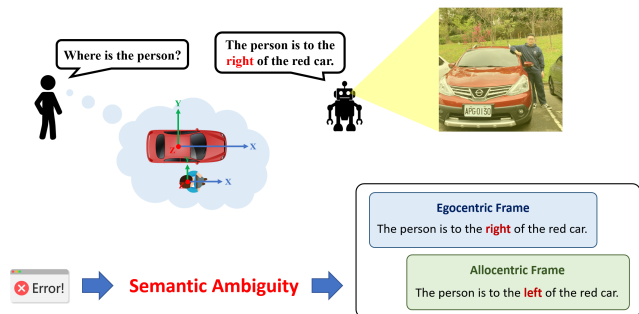 Where is the person?
The person is to the
right of the red car.
Y
X
Z
X
APG 0130
Egocentric Frame
The person is to the right of the red car.
Allocentric Frame
The person is to the left of the red car.
Error!
Semantic Ambiguity